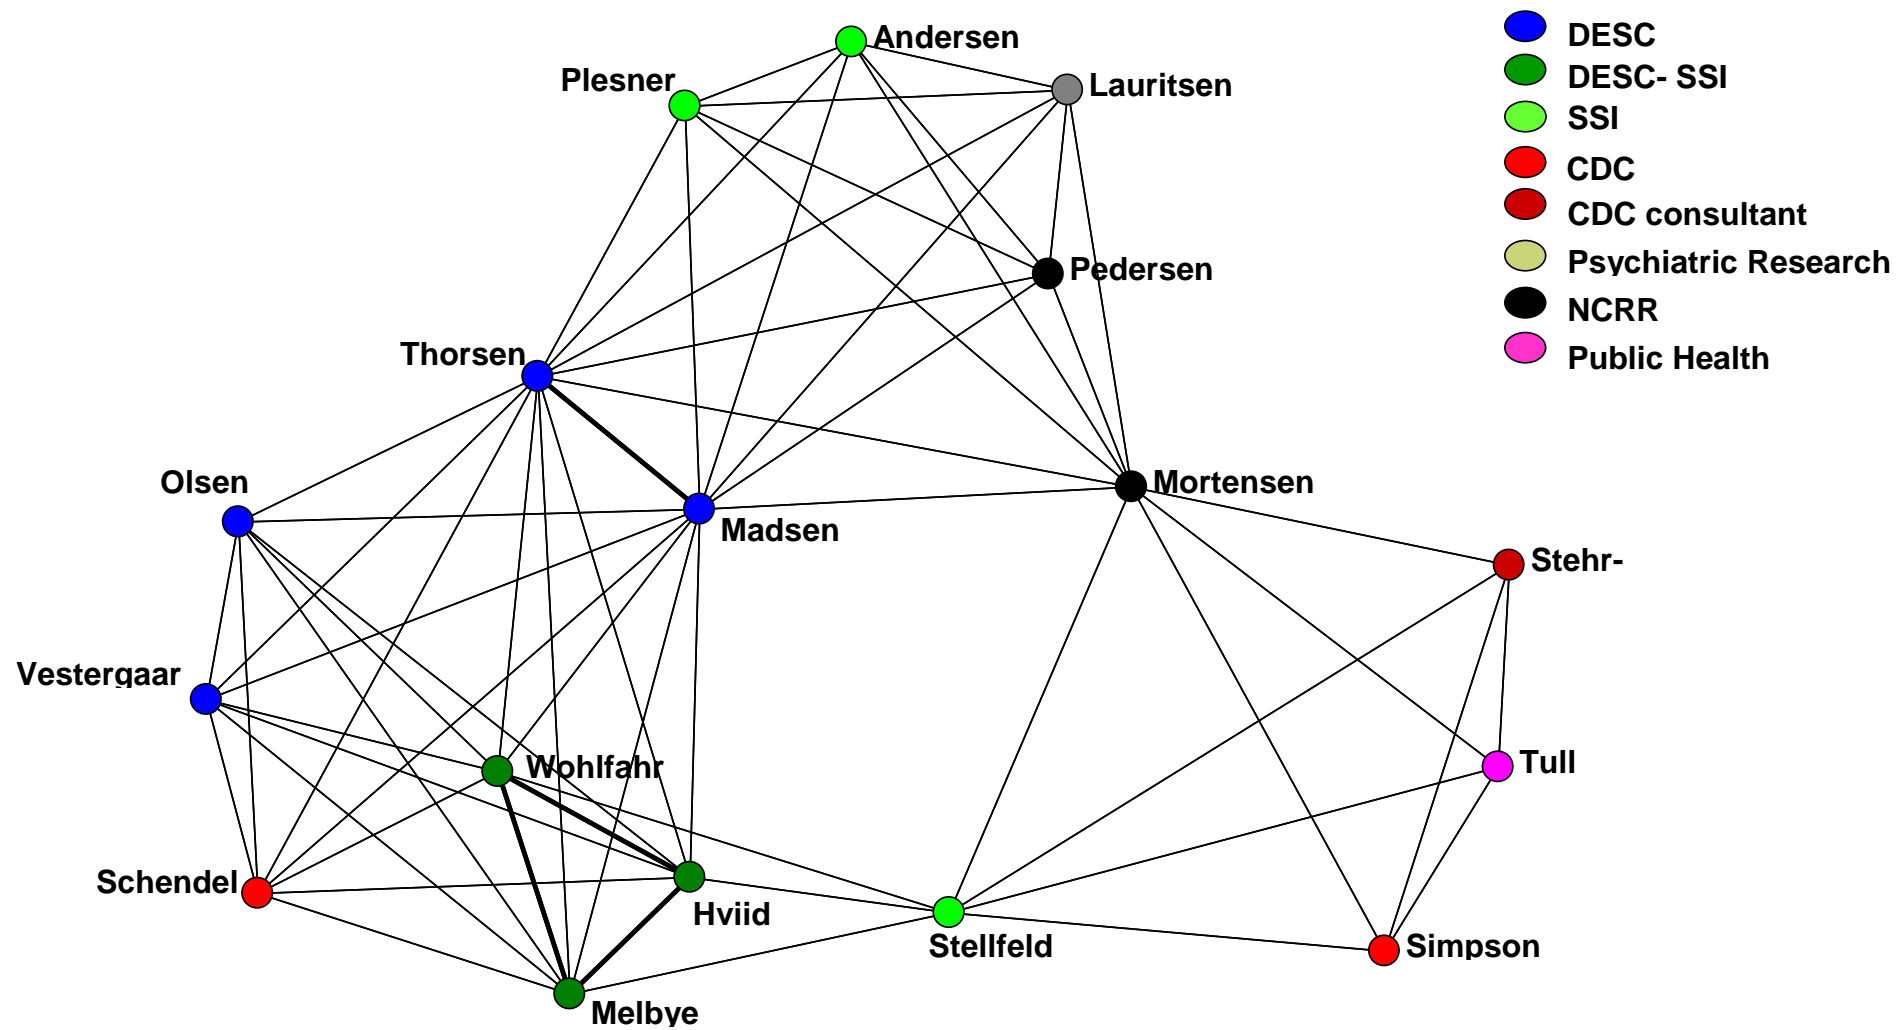 Andersen
Plesner
Lauritsen
Pedersen
Thorsen
Mortensen
Olsen
Madsen
Stehr-
Vestergaar
Wohlfahr
Tull
Schendel
Hviid
Stellfeld
Simpson
Melbye
DESC
DESC- SSI
SSI
CDC
CDC consultant
Psychiatric Research
NCRR
Public Health